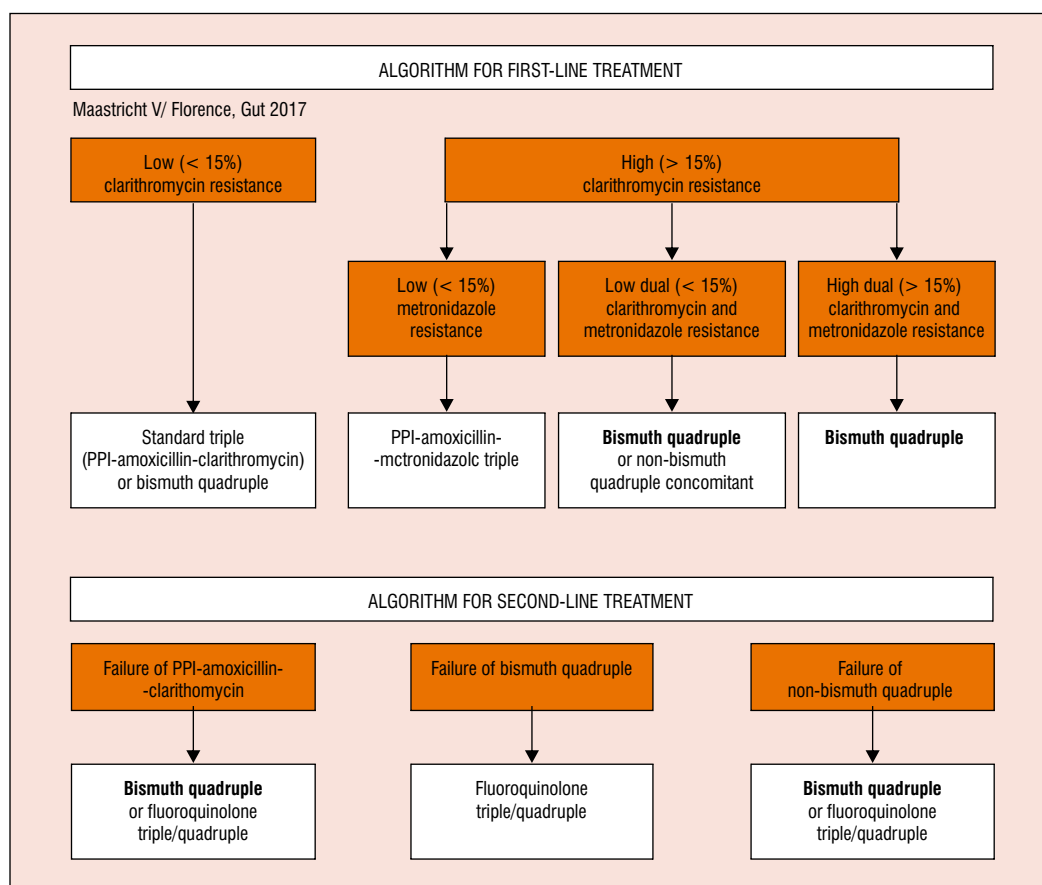 ALGORITHM FOR FIRST-LINE TREATMENT
Maastricht V/ Florence, Gut 2017
Low (< 15%)
clarithromycin resistance
High (> 15%)
clarithromycin resistance
Low (< 15%)
metronidazole
resistance
Low dual (< 15%)
clarithromycin and
metronidazole resistance
High dual (> 15%)
clarithromycin and
metronidazole resistance
Standard triple
(PPI-amoxicillin-clarithromycin)
or bismuth quadruple
PPI-amoxicillin-
-mctronidazolc triple
Bismuth quadruple
or non-bismuth
quadruple concomitant
Bismuth quadruple
ALGORITHM FOR SECOND-LINE TREATMENT
Failure of PPI-amoxicillin-
-clarithomycin
Failure of bismuth quadruple
Failure of
non-bismuth quadruple
Bismuth quadruple
or fluoroquinolone
triple/quadruple
Fluoroquinolone
triple/quadruple
Bismuth quadruple
or fluoroquinolone
triple/quadruple